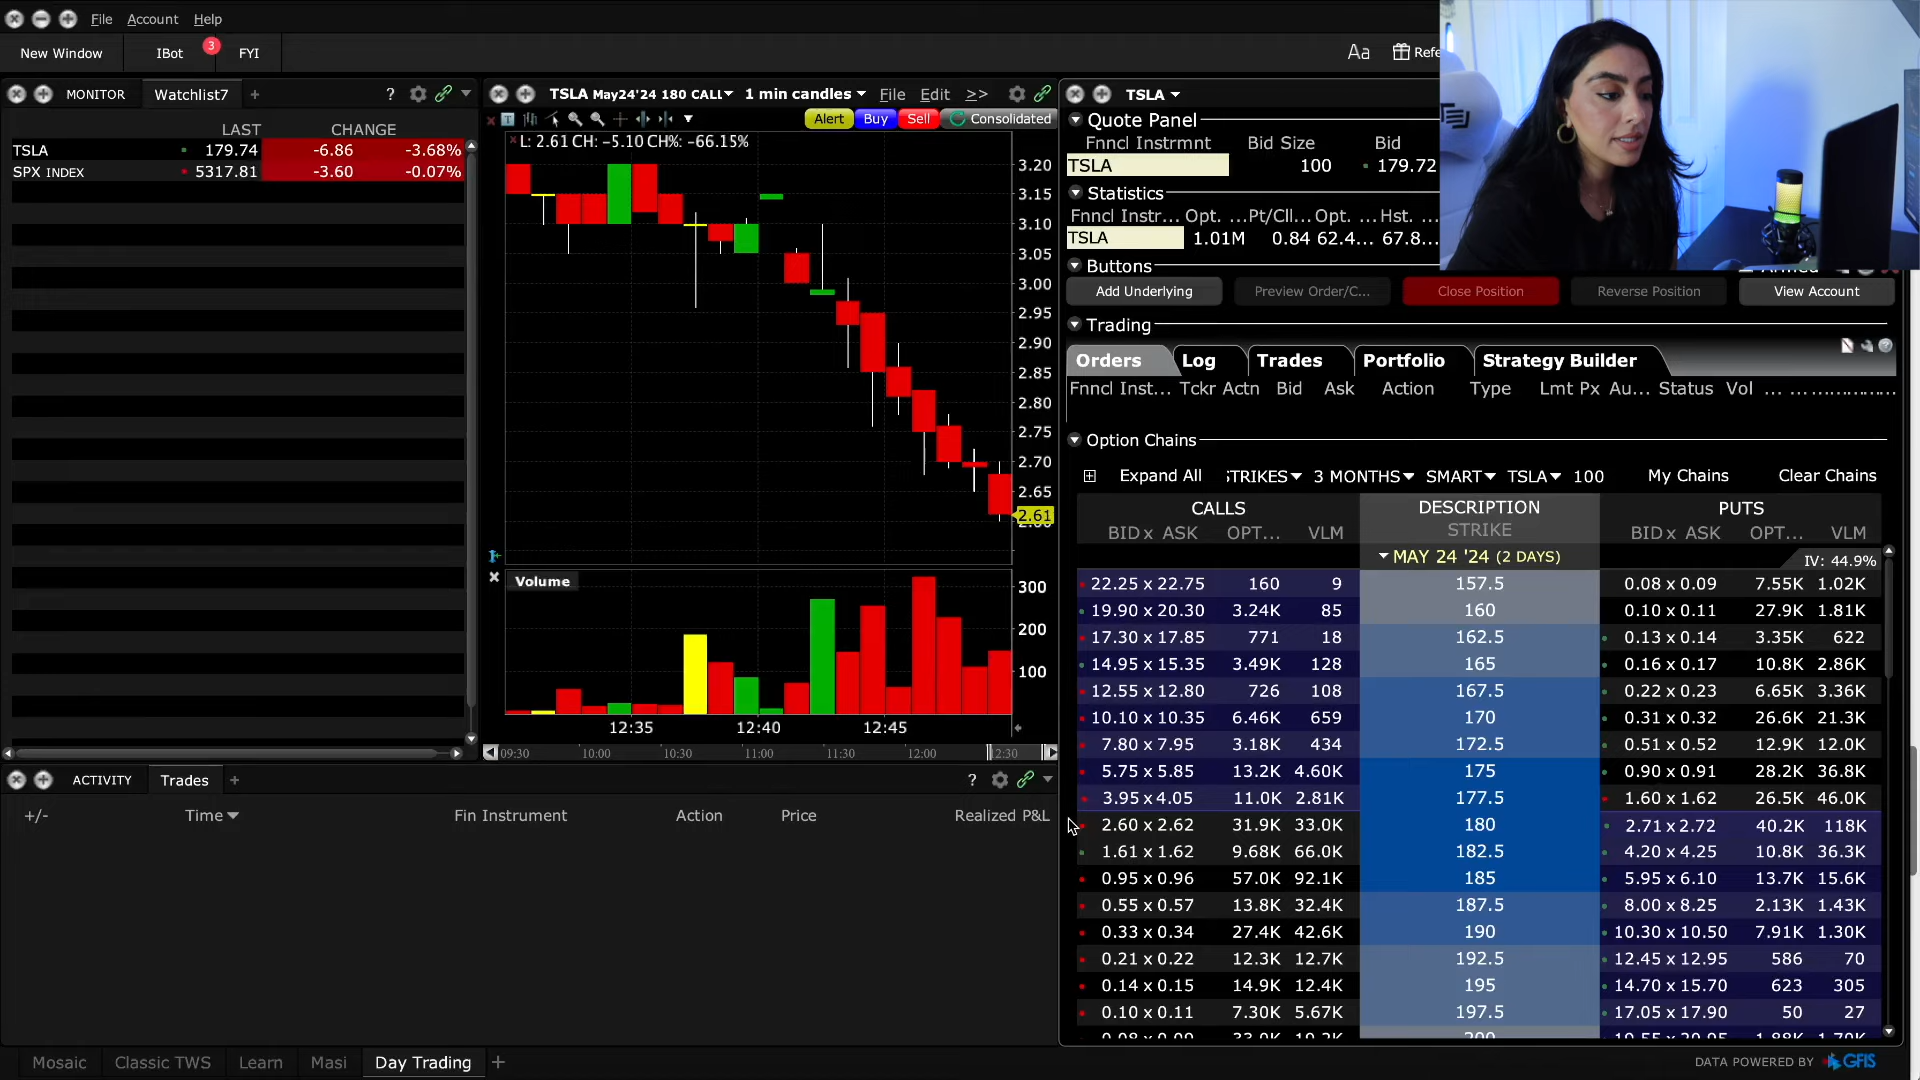 File Account Help
New Window IBot 3 FYI Aa Refe
MONITOR Watchlist7 + ?
LAST CHANGE
TSLA 179.74 -6.86 -3.68%
SPX INDEX 5317.81 -3.60 -0.07%
TSLA May24'24 180 CALL 1 min candles File Edit >>
Alert Buy Sell Consolidated
L: 2.61 CH: -5.10 CH%: -66.15%
3.20
3.15
3.10
3.05
3.00
2.95
2.90
2.85
2.80
2.75
2.70
2.65
2.61
Volume
300
200
100
12:35 12:40 12:45
09:30 10:00 10:30 11:00 11:30 12:00 12:30
ACTIVITY Trades + ?
+/- Time Fin Instrument Action Price Realized P&L
TSLA
Quote Panel
Fnncl Instrmnt Bid Size Bid
TSLA 100 179.72
Statistics
Fnncl Instr... Opt. ...Pt/Cll... Opt. ... Hst. ...
TSLA 1.01M 0.84 62.4... 67.8...
Buttons
Add Underlying Preview Order/C... Close Position Reverse Position View Account
Trading
Orders Log Trades Portfolio Strategy Builder
Fnncl Inst... Tckr Actn Bid Ask Action Type Lmt Px Au... Status Vol ...
Option Chains
Expand All STRIKES 3 MONTHS SMART TSLA 100 My Chains Clear Chains
CALLS DESCRIPTION PUTS
BID x ASK OPT... VLM STRIKE BID x ASK OPT... VLM
MAY 24 '24 (2 DAYS) IV: 44.9%
22.25 x 22.75 160 9 157.5 0.08 x 0.09 7.55K 1.02K
19.90 x 20.30 3.24K 85 160 0.10 x 0.11 27.9K 1.81K
17.30 x 17.85 771 18 162.5 0.13 x 0.14 3.35K 622
14.95 x 15.35 3.49K 128 165 0.16 x 0.17 10.8K 2.86K
12.55 x 12.80 726 108 167.5 0.22 x 0.23 6.65K 3.36K
10.10 x 10.35 6.46K 659 170 0.31 x 0.32 26.6K 21.3K
7.80 x 7.95 3.18K 434 172.5 0.51 x 0.52 12.9K 12.0K
5.75 x 5.85 13.2K 4.60K 175 0.90 x 0.91 28.2K 36.8K
3.95 x 4.05 11.0K 2.81K 177.5 1.60 x 1.62 26.5K 46.0K
2.60 x 2.62 31.9K 33.0K 180 2.71 x 2.72 40.2K 118K
1.61 x 1.62 9.68K 66.0K 182.5 4.20 x 4.25 10.8K 36.3K
0.95 x 0.96 57.0K 92.1K 185 5.95 x 6.10 13.7K 15.6K
0.55 x 0.57 13.8K 32.4K 187.5 8.00 x 8.25 2.13K 1.43K
0.33 x 0.34 27.4K 42.6K 190 10.30 x 10.50 7.91K 1.30K
0.21 x 0.22 12.3K 12.7K 192.5 12.45 x 12.95 586 70
0.14 x 0.15 14.9K 12.4K 195 14.70 x 15.70 623 305
0.10 x 0.11 7.30K 5.67K 197.5 17.05 x 17.90 50 27
Mosaic Classic TWS Learn Masi Day Trading + DATA POWERED BY GFIS